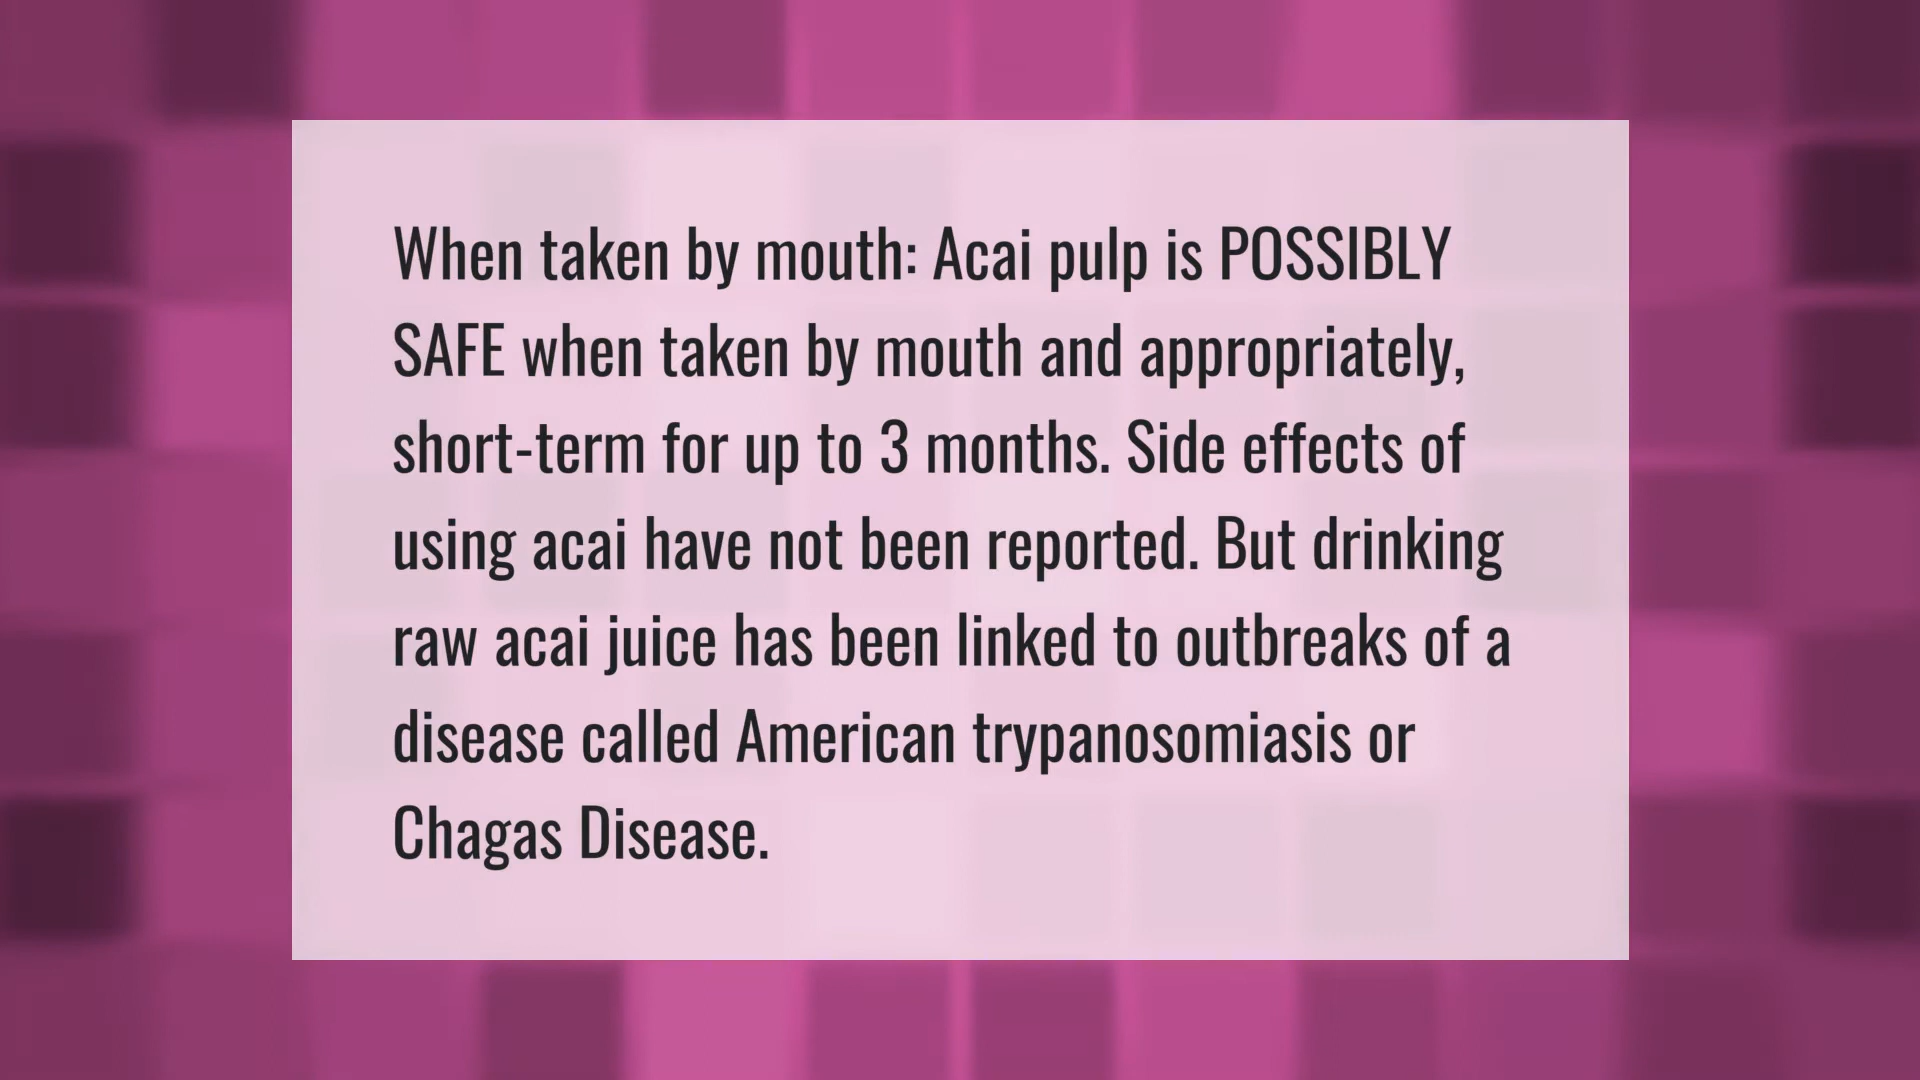 When taken by mouth: Acai pulp is POSSIBLY
SAFE when taken by mouth and appropriately,
short-term for up to 3 months. Side effects of
using acai have not been reported. But drinking
raw acai juice has been linked to outbreaks of a
disease called American trypanosomiasis or
Chagas Disease.